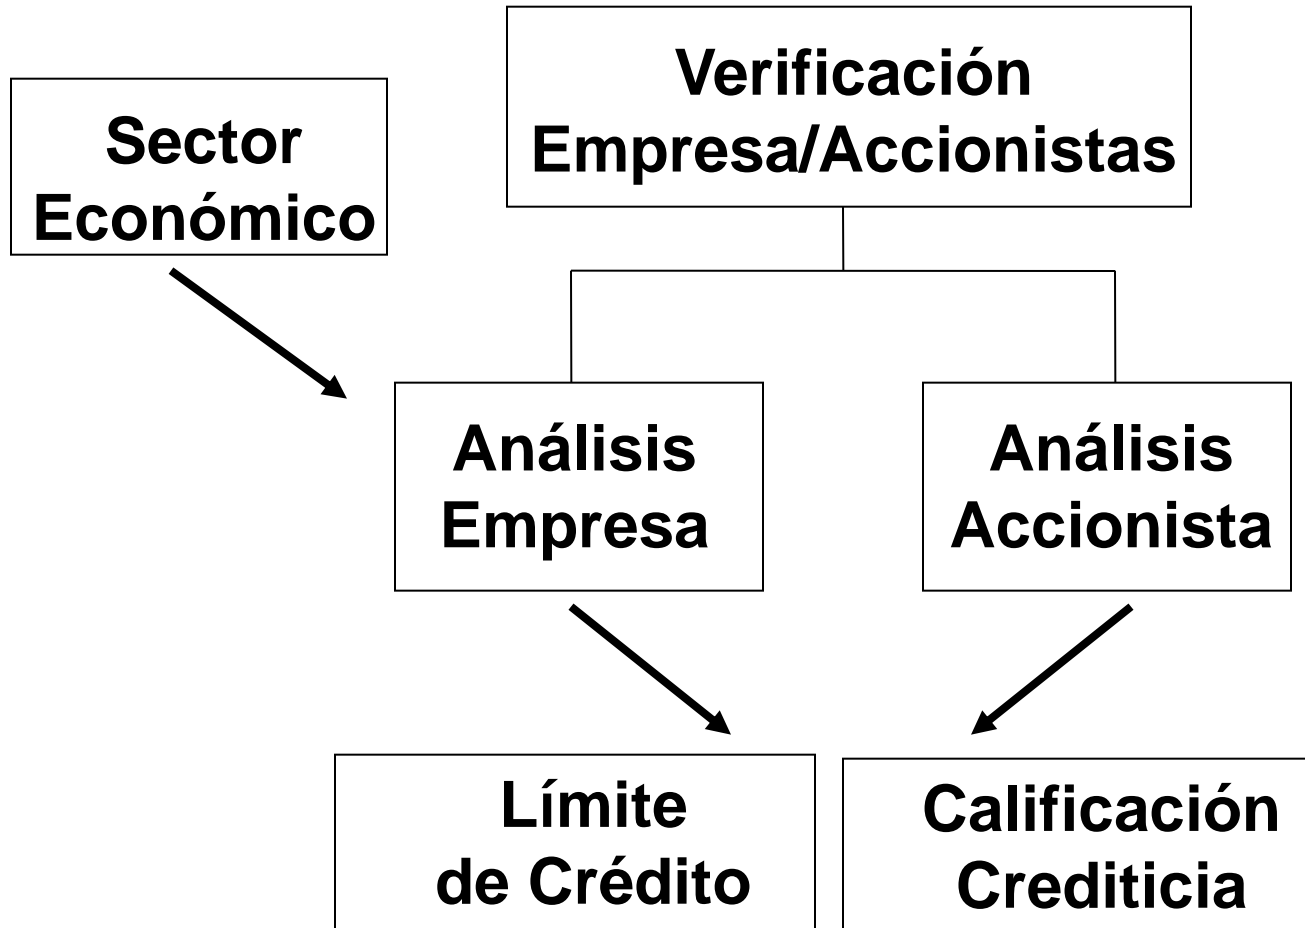 Verificación
Empresa/Accionistas
Sector
Económico
Análisis
Empresa
Análisis
Accionista
Límite
de Crédito
Calificación
Crediticia